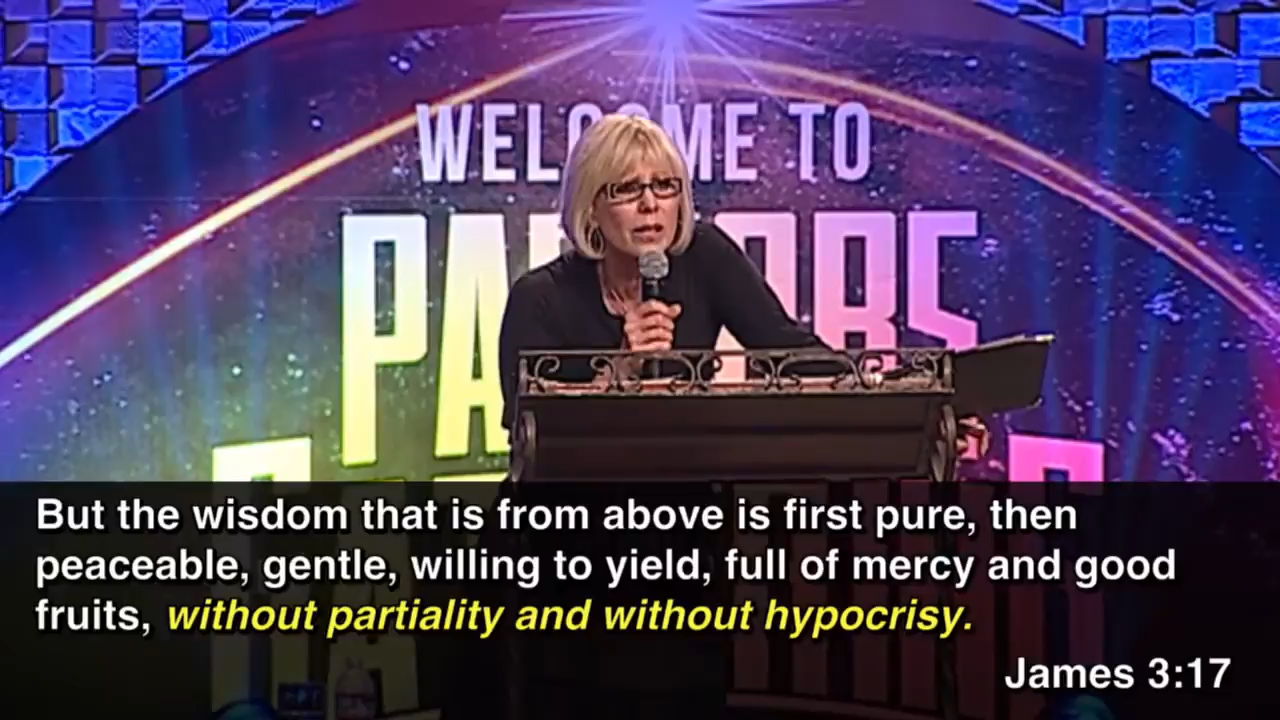 WELCOME TO
PASTORS
But the wisdom that is from above is first pure, then
peaceable, gentle, willing to yield, full of mercy and good
fruits, without partiality and without hypocrisy.
James 3:17